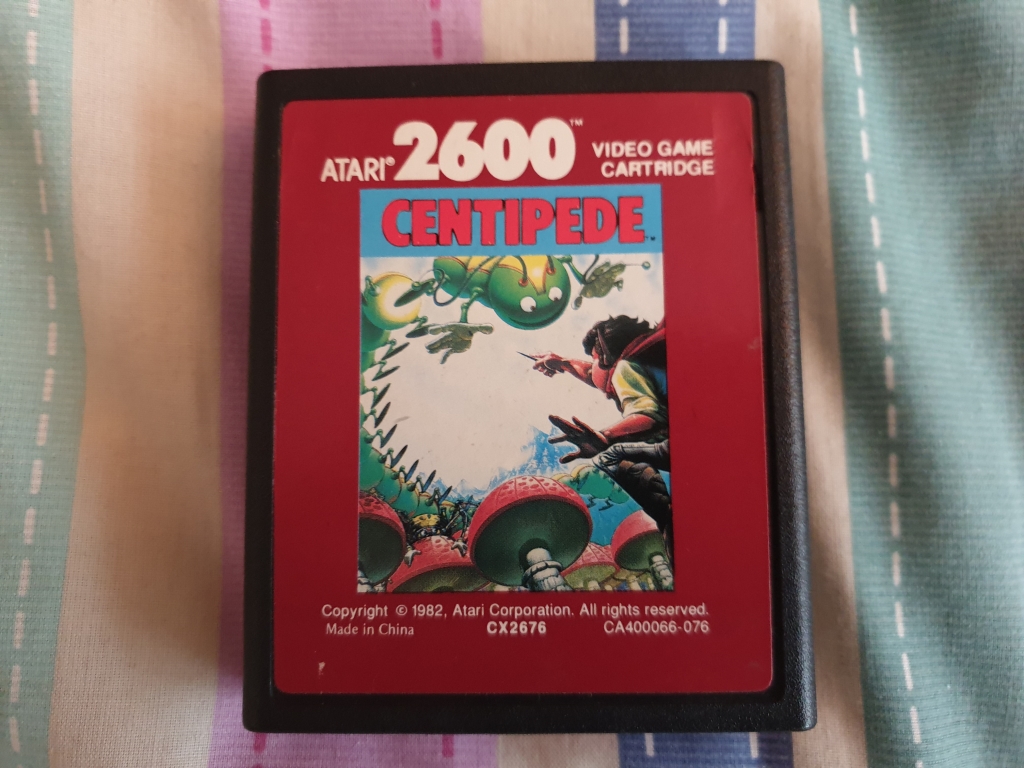 ATARI® 2600™ VIDEO GAME
CARTRIDGE
CENTIPEDE™
Copyright © 1982, Atari Corporation. All rights reserved.
Made in China CX2676 CA400066-076